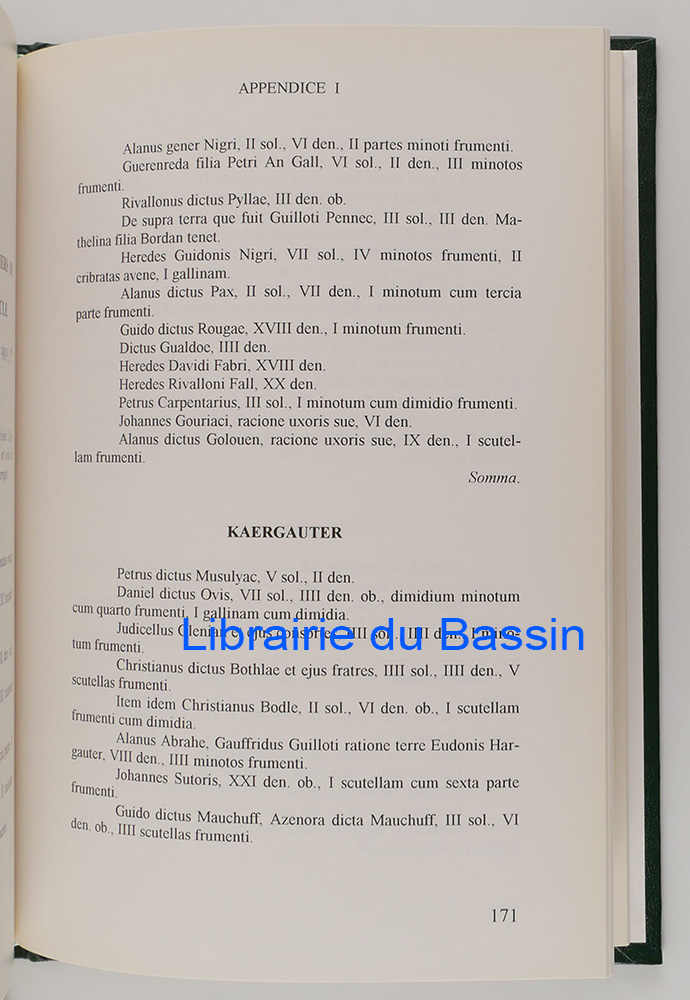 APPENDICE I
Alanus gener Nigri, II sol., VI den., II partes minoti frumenti.
Guerenreda filia Petri An Gall, VI sol., II den., III minotos
frumenti.
Rivallonus dictus Pyllae, III den. ob.
De supra terra que fuit Guilloti Pennec, III sol., III den. Ma-
thelina filia Bordan tenet.
Heredes Guidonis Nigri, VII sol., IV minotos frumenti, II
cribratas avene, I gallinam.
Alanus dictus Pax, II sol., VII den., I minotum cum tercia
parte frumenti.
Guido dictus Rougae, XVIII den., I minotum frumenti.
Dictus Gualdoe, IIII den.
Heredes Davidi Fabri, XVIII den.
Heredes Rivalloni Fall, XX den.
Petrus Carpentarius, III sol., I minotum cum dimidio frumenti.
Johannes Gouriaci, racione uxoris sue, VI den.
Alanus dictus Golouen, racione uxoris sue, IX den., I scutel-
lam frumenti.
Somma.
KAERGAUTER
Petrus dictus Musulyac, V sol., II den.
Daniel dictus Ovis, VII sol., IIII den. ob., dimidium minotum
cum quarto frumenti, I gallinam cum dimidia.
Judicellus et ejus
tum frumenti.
Librairie du Bassin
Christianus dictus Bothlae et ejus fratres, IIII sol., IIII den., V
scutellas frumenti.
Item idem Christianus Bodle, II sol., VI den. ob., I scutellam
frumenti cum dimidia.
Alanus Abrahe, Gauffridus Guilloti ratione terre Eudonis Har-
gauter, VIII den., IIII minotos frumenti.
Johannes Sutoris, XXI den. ob., I scutellam cum sexta parte
frumenti.
Guido dictus Mauchuff, Azenora dicta Mauchuff, III sol., VI
den. ob., IIII scutellas frumenti.
171